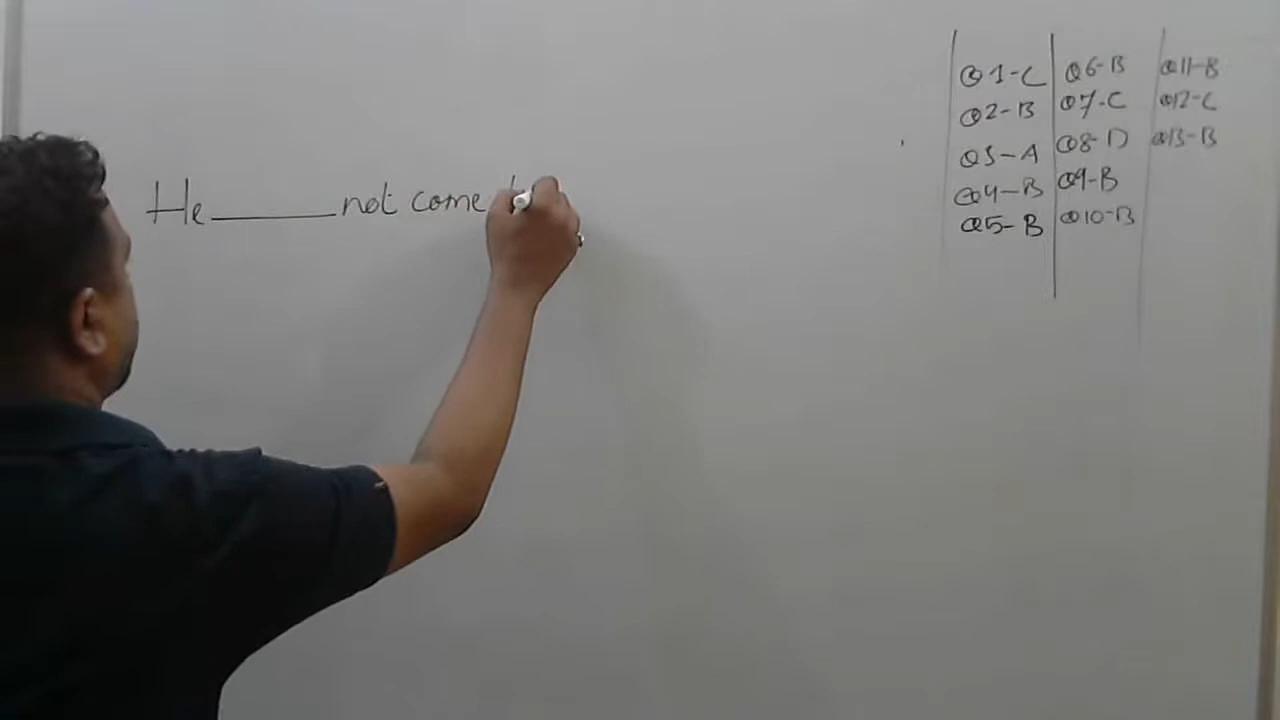 He ______ not come t
Q1-C
Q2-B
Q3-A
Q4-B
Q5-B
Q6-B
Q7-C
Q8-D
Q9-B
Q10-B
Q11-B
Q12-C
Q13-B